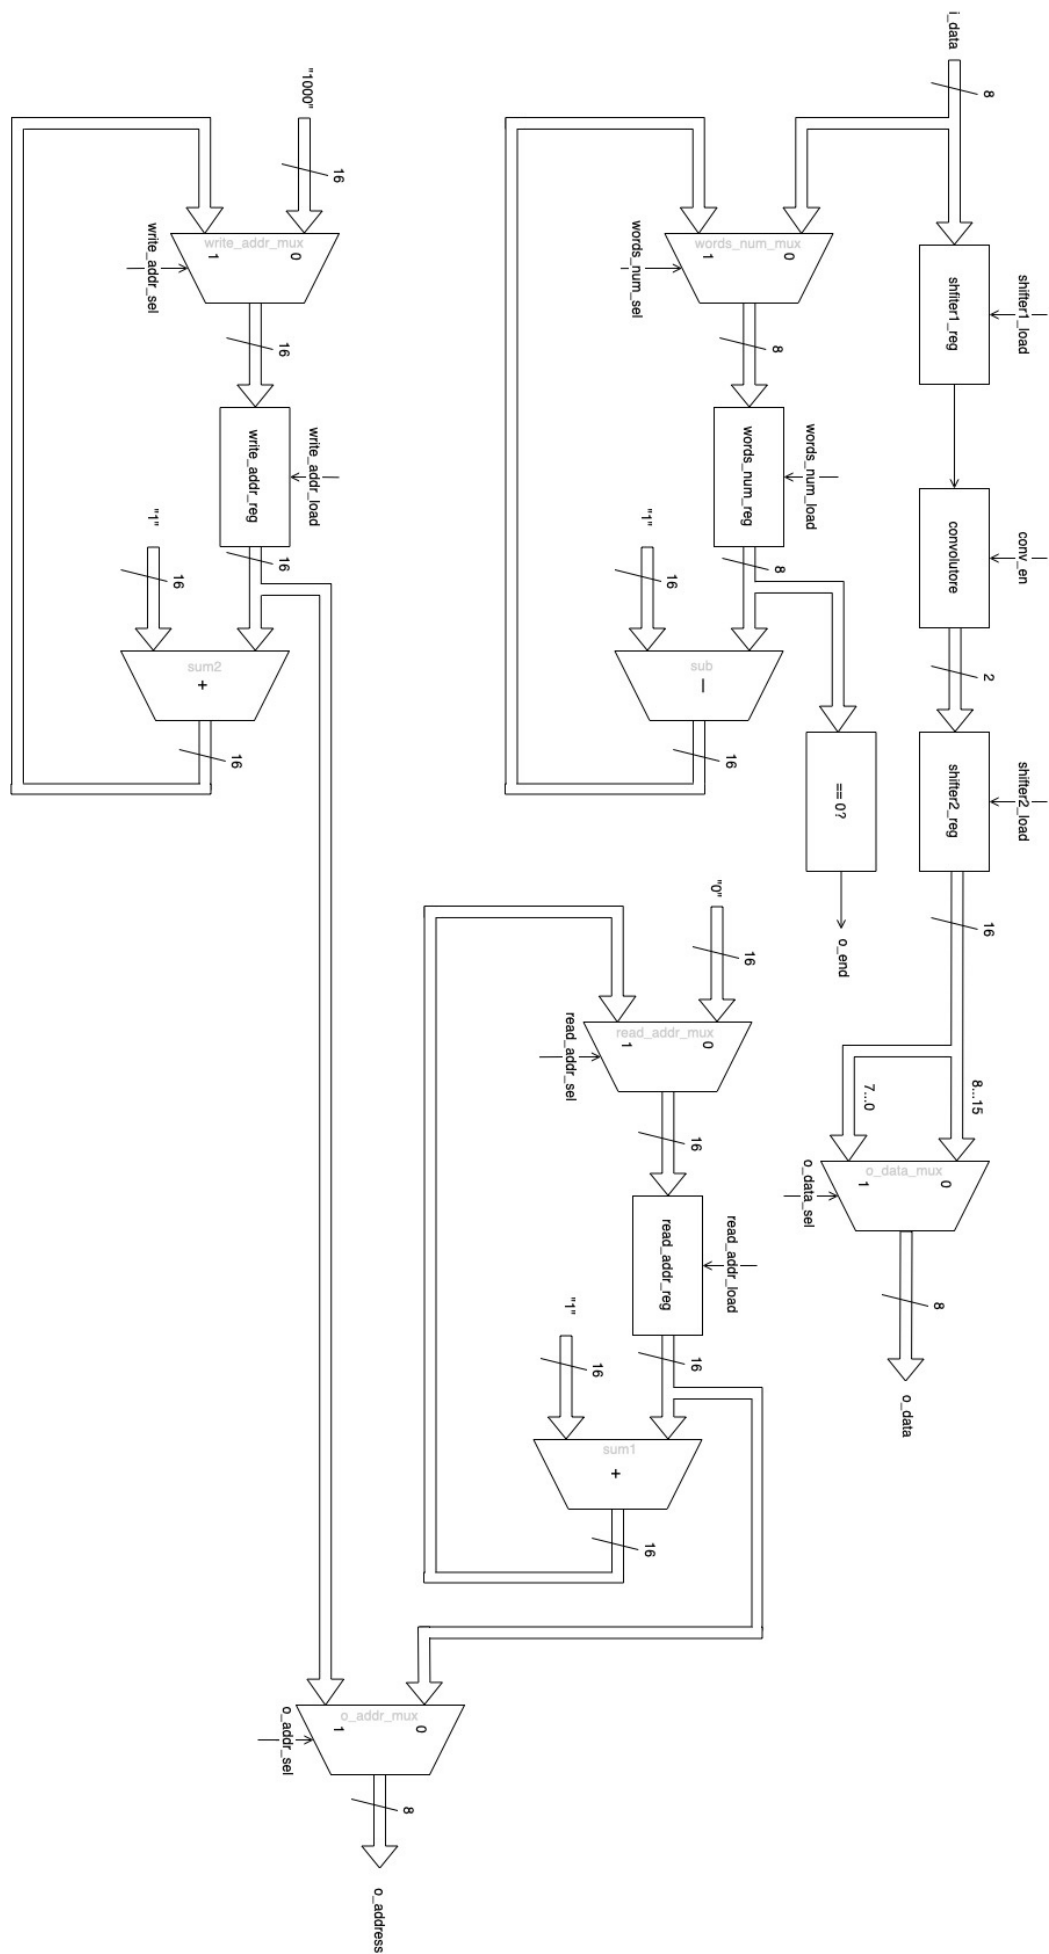 shifter1_load
conv_en
shifter2_load
8
2
16
8...15
i_data
shfiter1_reg
convolutore
shifter2_reg
0
8
o_data_mux
o_data
7...0
1
== 0?
o_end
o_data_sel
words_num_load
0
8
8
words_num_mux
words_num_reg
16
"0"
read_addr_load
1
sub
−
16
16
0
16
16
words_num_sel
"1"
read_addr_mux
read_addr_reg
1
16
16
sum1
+
read_addr_sel
"1"
0
8
o_addr_mux
o_address
1
o_addr_sel
16
"1000"
write_addr_load
0
16
16
write_addr_mux
write_addr_reg
1
16
16
sum2
+
write_addr_sel
"1"